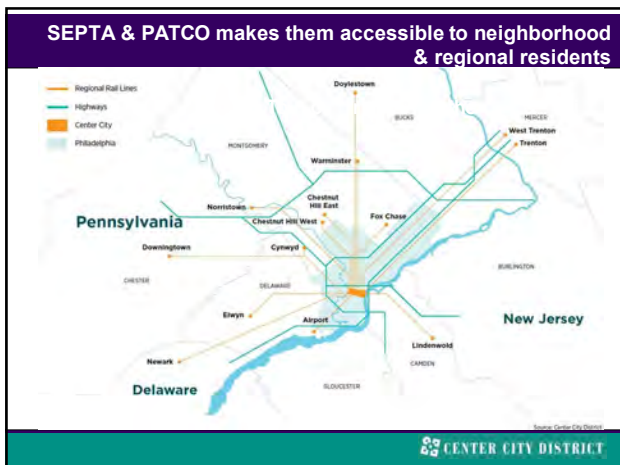 SEPTA & PATCO makes them accessible to neighborhood
& regional residents
Regional Rail Lines
Highways
Center City
Philadelphia
Doylestown
BUCKS
MERCER
West Trenton
Trenton
MONTGOMERY
Warminster
Chestnut
Hill East
Norristown
Chestnut Hill West
Fox Chase
Pennsylvania
Downingtown
Cynwyd
BURLINGTON
CHESTER
DELAWARE
Elwyn
Airport
New Jersey
Lindenwold
CAMDEN
Newark
Delaware
GLOUCESTER
Source: Center City District
CENTER CITY DISTRICT